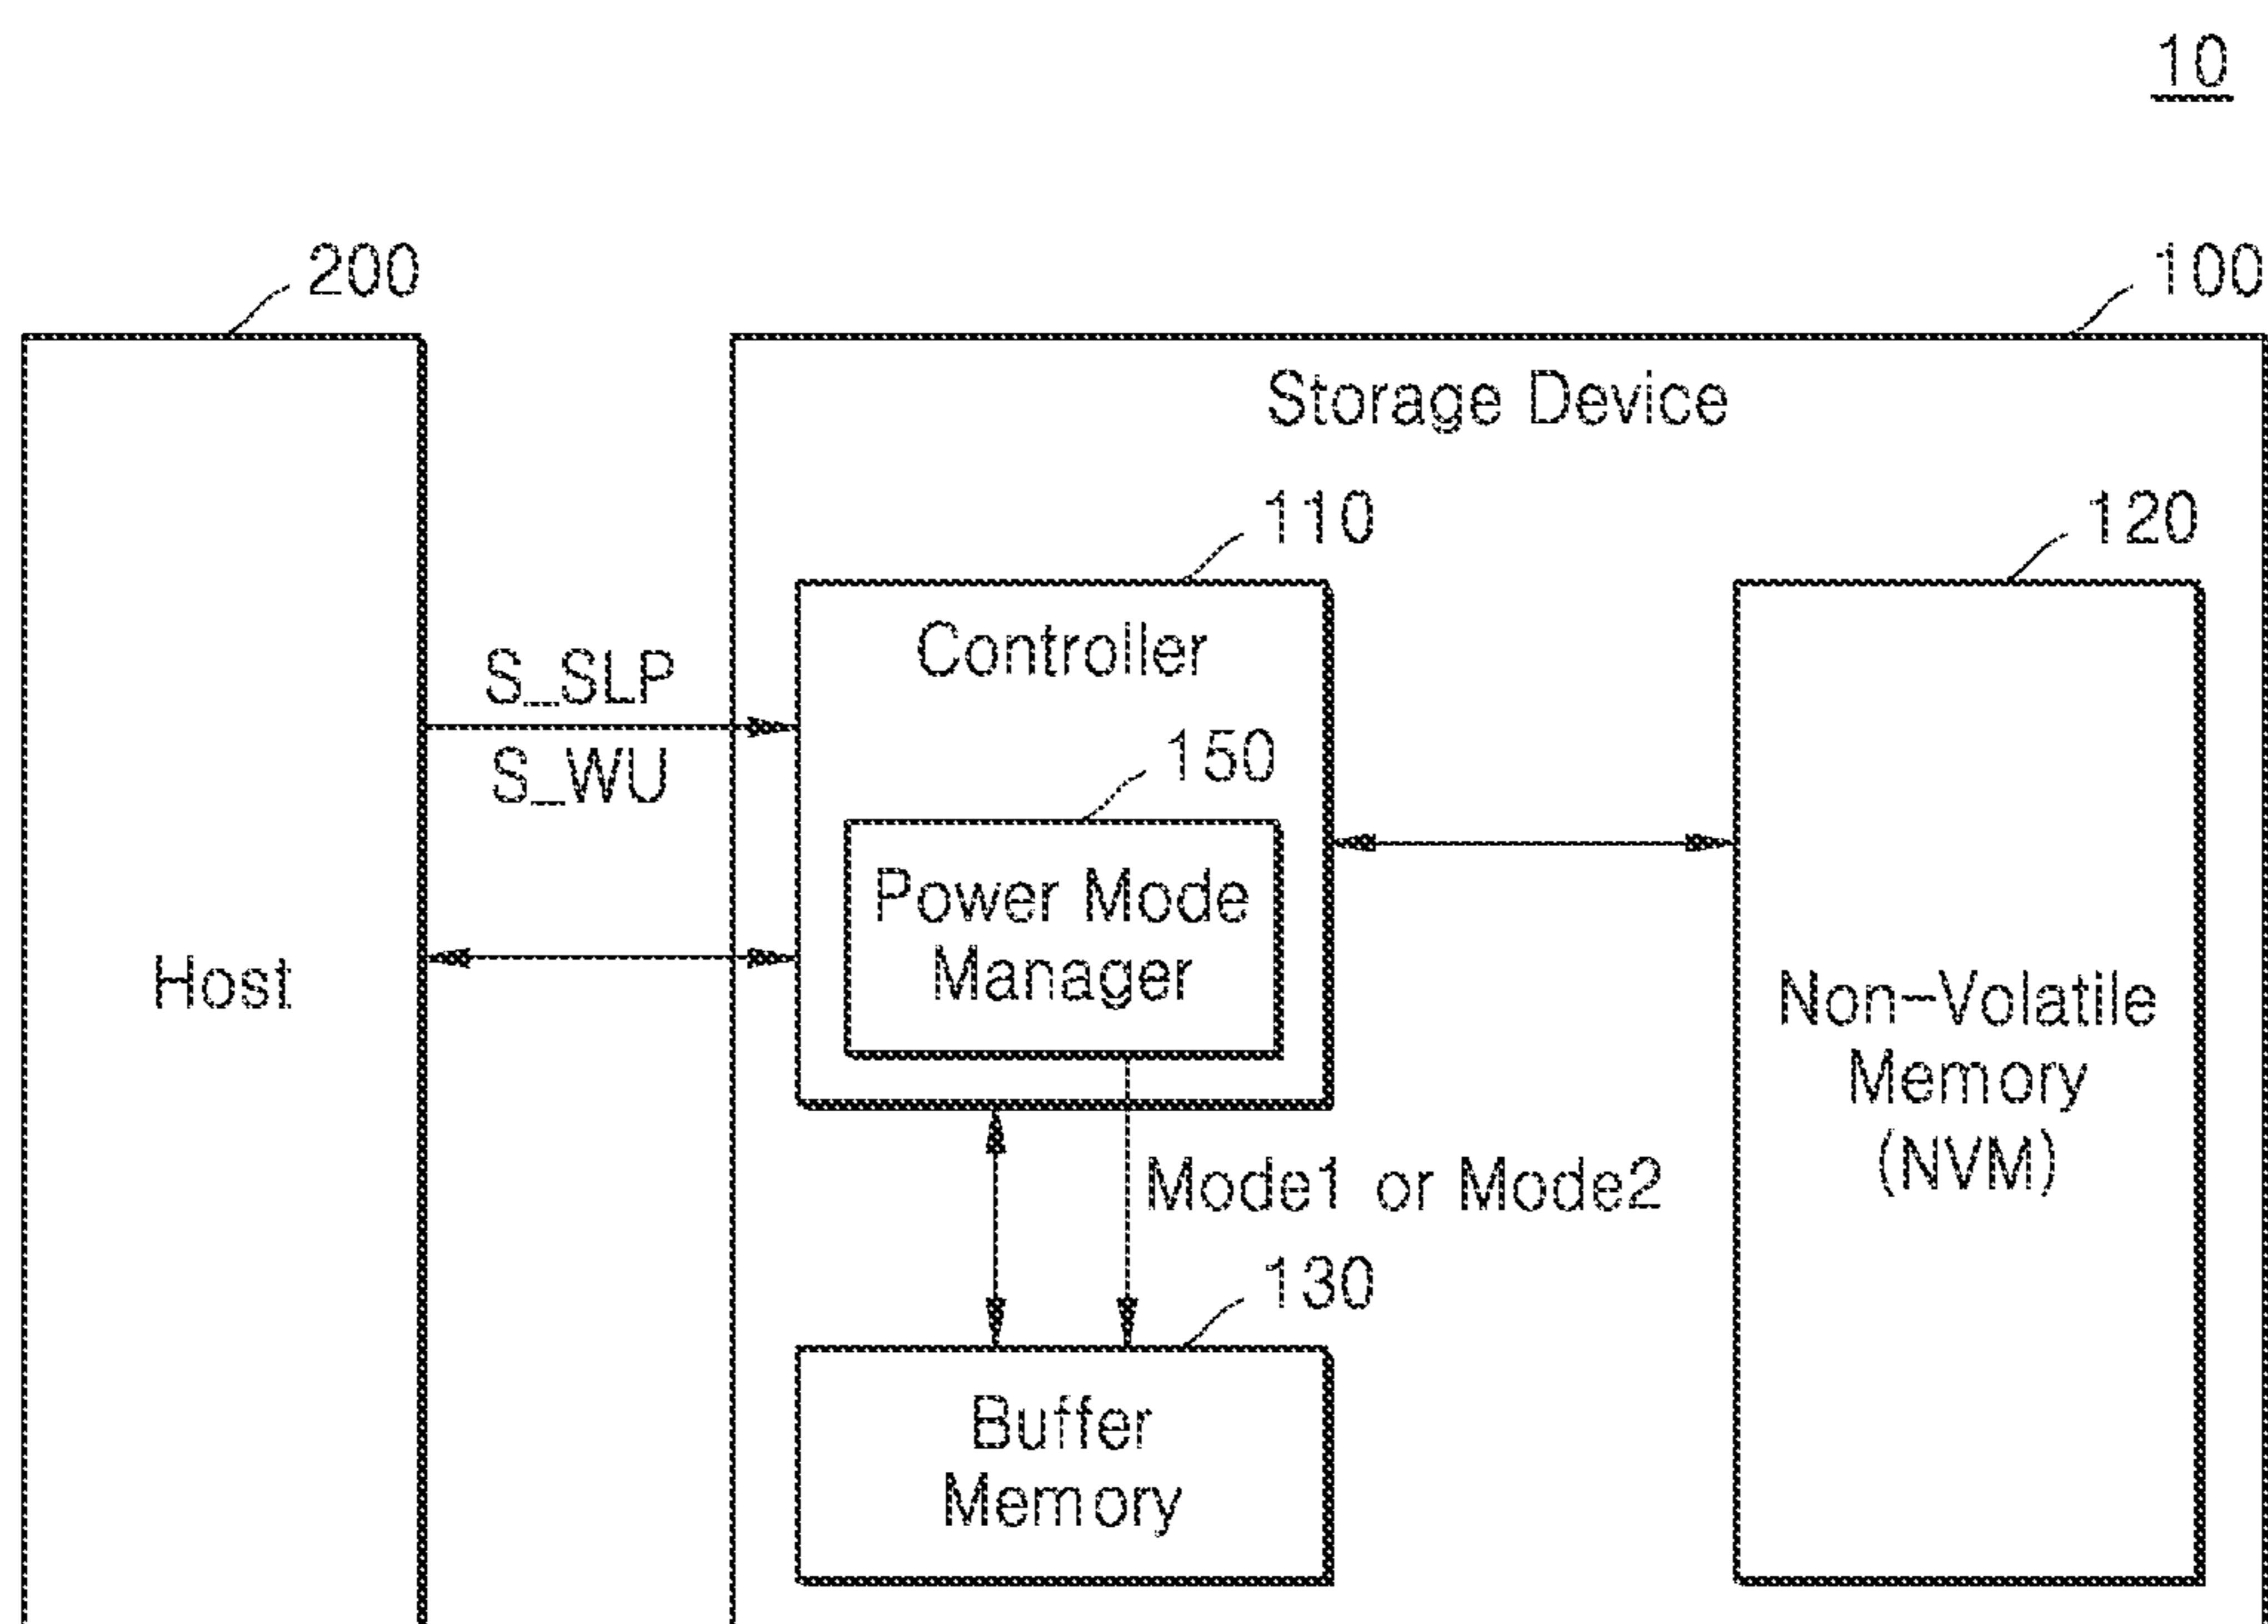 10
200
100
Storage Device
110
120
Controller
S_SLP
S_WU
150
Power Mode
Manager
Host
Non-Volatile
Memory
(NVM)
Mode1 or Mode2
130
Buffer
Memory